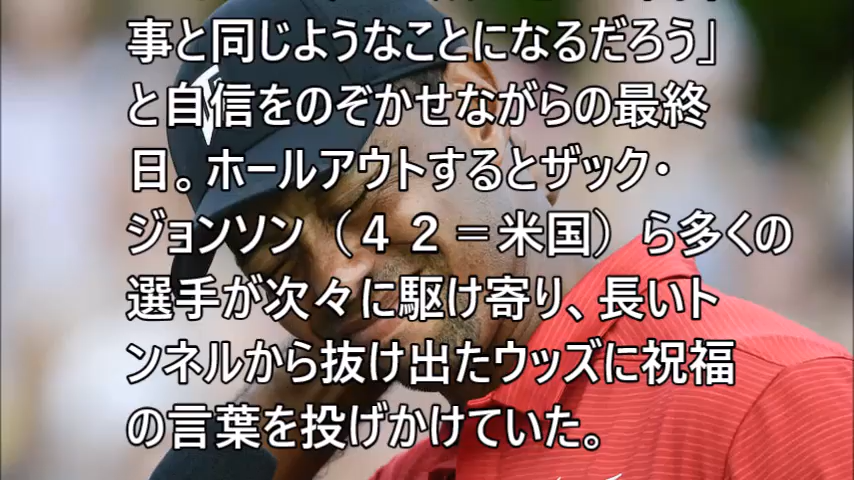 事と同じようなことになるだろう」
と自信をのぞかせながらの最終
日。ホールアウトするとザック・
ジョンソン（４２＝米国）ら多くの
選手が次々に駆け寄り、長いト
ンネルから抜け出たウッズに祝福
の言葉を投げかけていた。